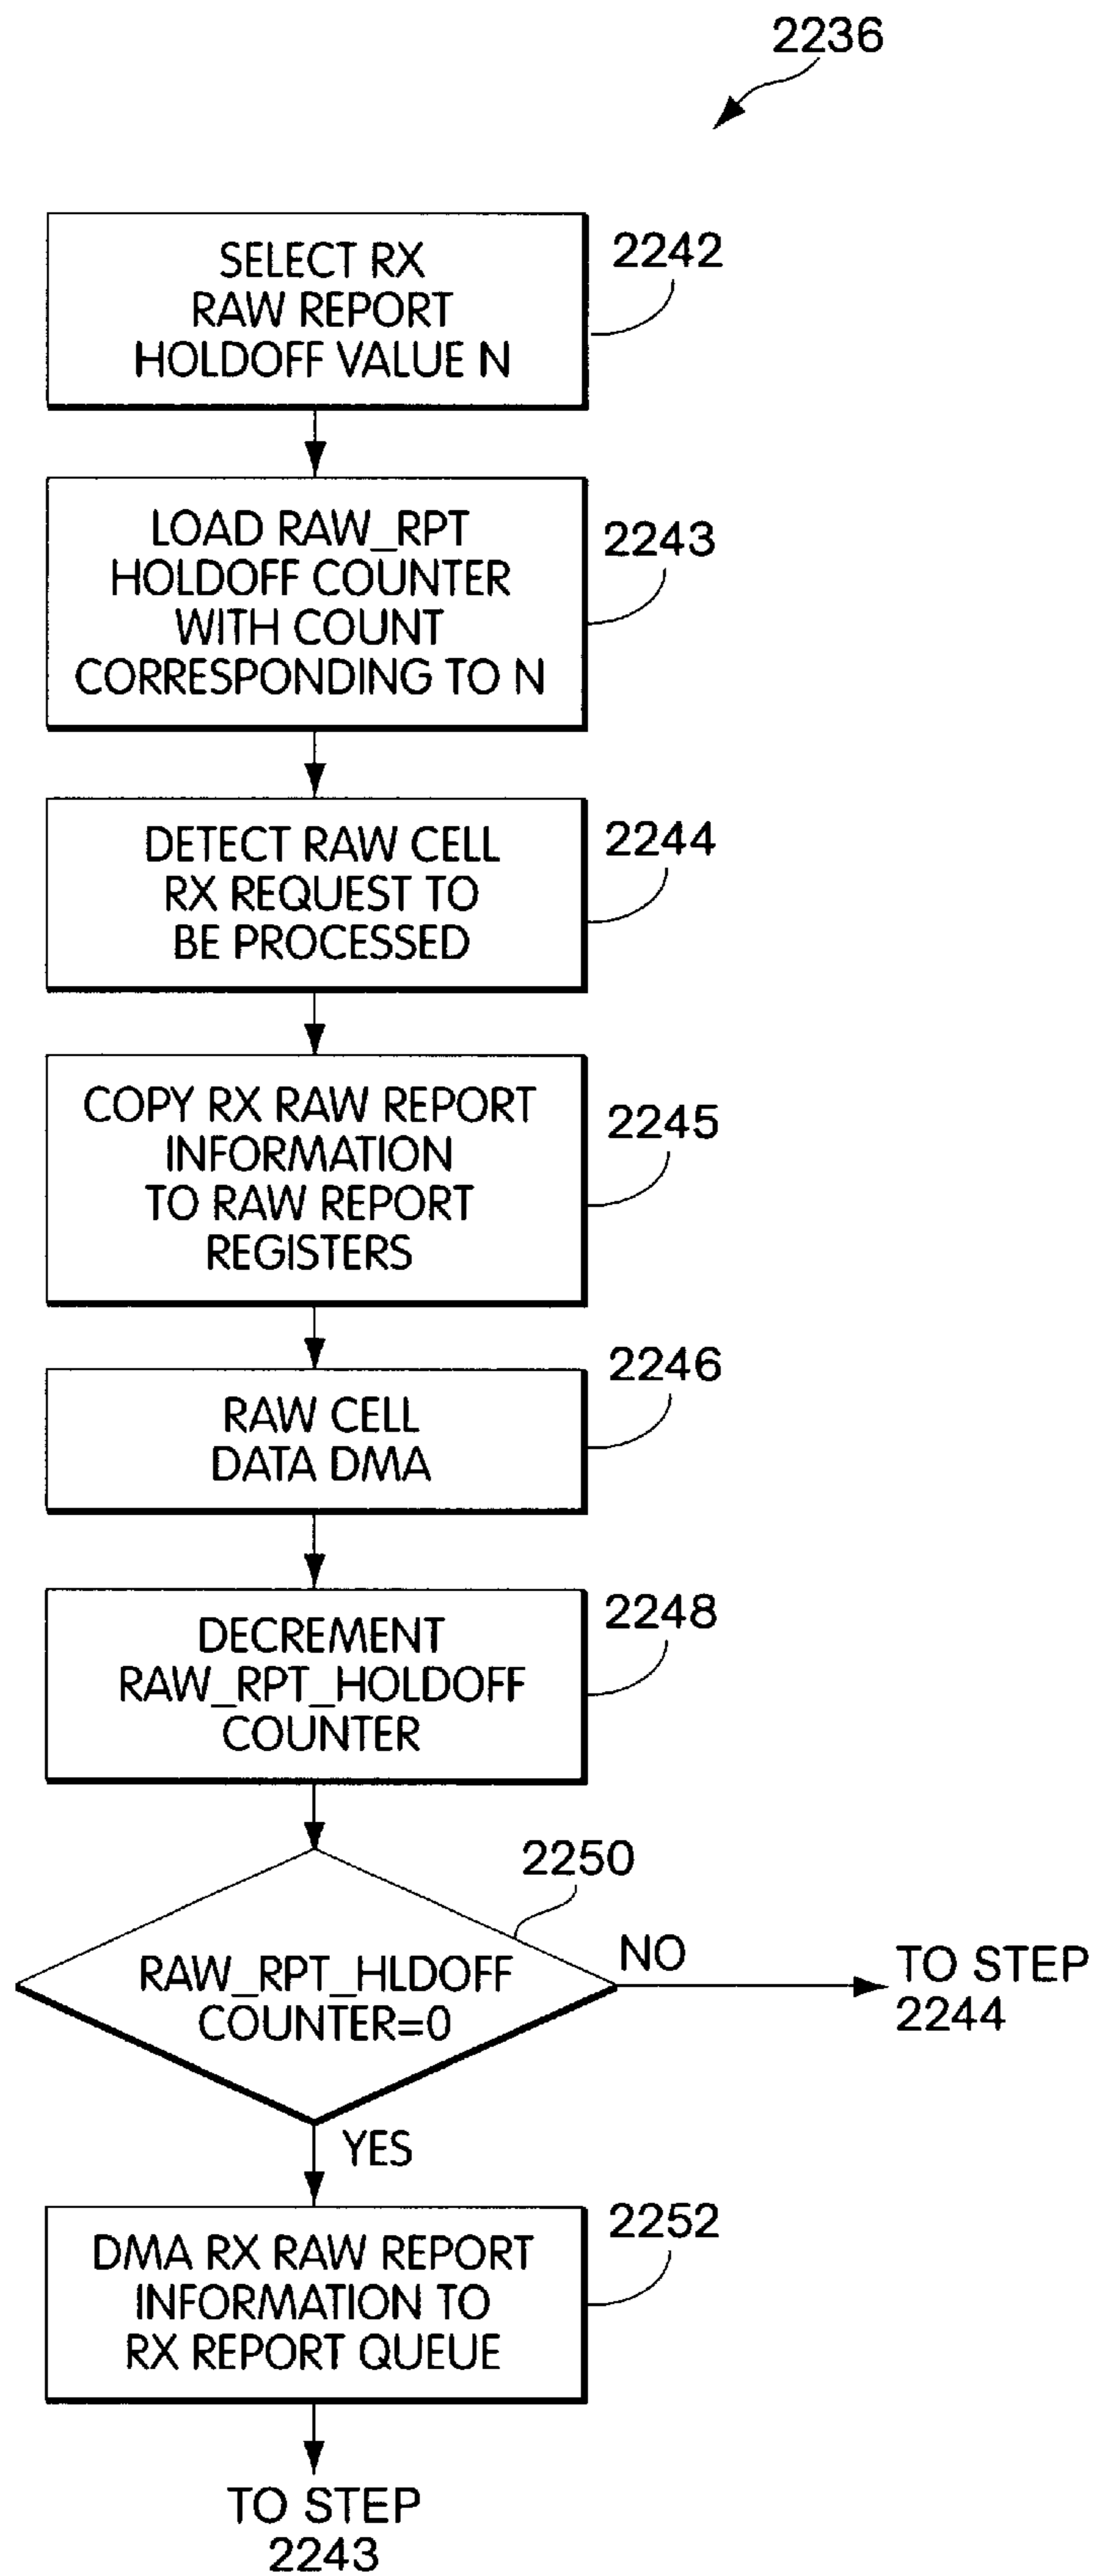 2236
SELECT RX
RAW REPORT
HOLDOFF VALUE N
2242
LOAD RAW_RPT
HOLDOFF COUNTER
WITH COUNT
CORRESPONDING TO N
2243
DETECT RAW CELL
RX REQUEST TO
BE PROCESSED
2244
COPY RX RAW REPORT
INFORMATION
TO RAW REPORT
REGISTERS
2245
RAW CELL
DATA DMA
2246
DECREMENT
RAW_RPT_HOLDOFF
COUNTER
2248
2250
RAW_RPT_HLDOFF
COUNTER=0
NO
TO STEP
2244
YES
DMA RX RAW REPORT
INFORMATION TO
RX REPORT QUEUE
2252
TO STEP
2243